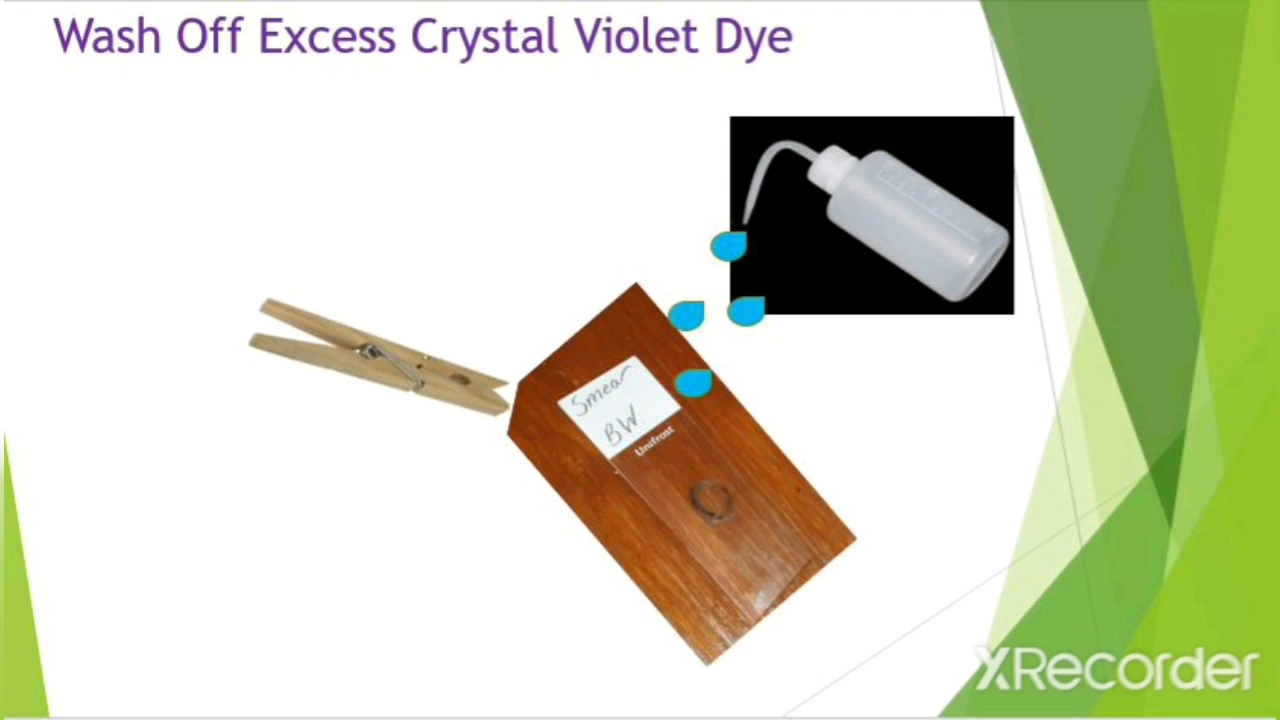 Wash Off Excess Crystal Violet Dye
Smear
BW
Unifrost
XRecorder